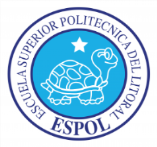 ESCUELA SUPERIOR POLITECNICA DEL LITORAL
ESPOL